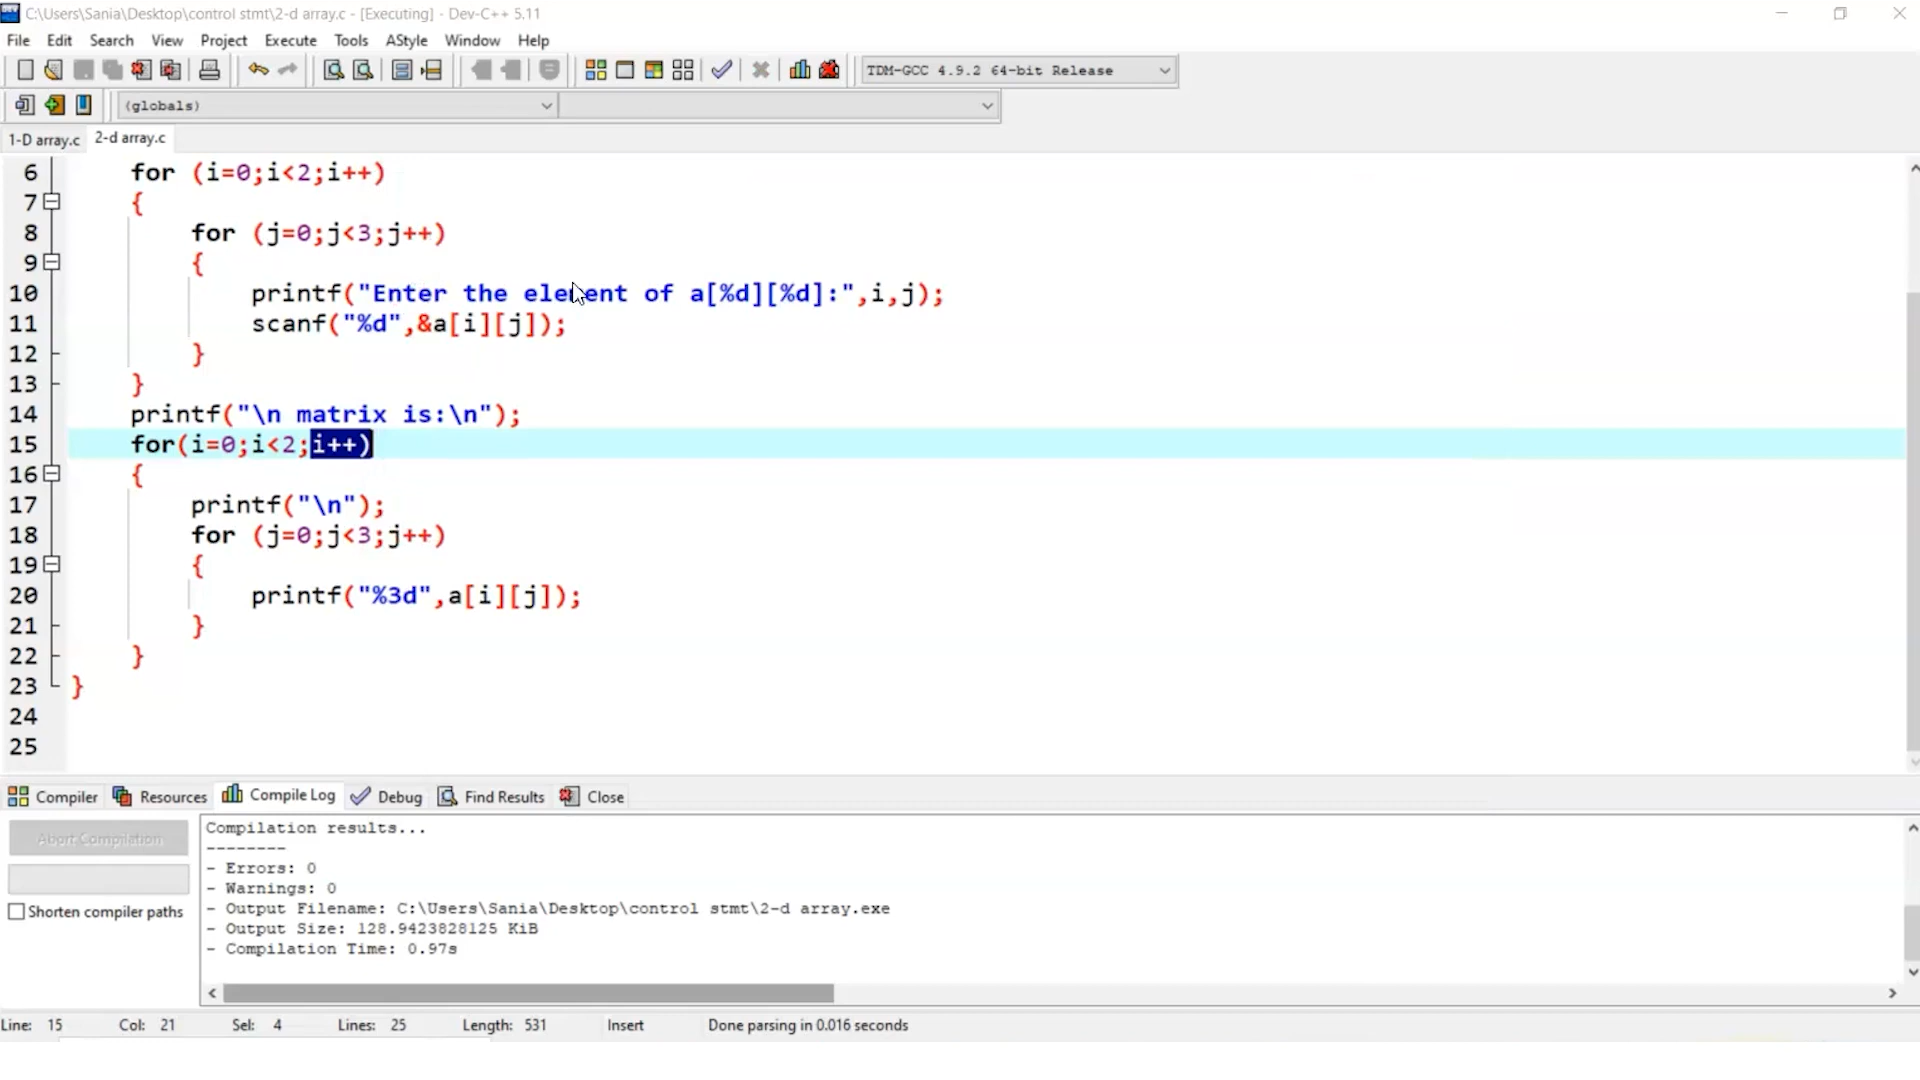 C:\Users\Sania\Desktop\control stmt\2-d array.c - [Executing] - Dev-C++ 5.11
File Edit Search View Project Execute Tools AStyle Window Help
TDM-GCC 4.9.2 64-bit Release
(globals)
1-D array.c 2-d array.c
6 for (i=0;i<2;i++)
7 {
8 for (j=0;j<3;j++)
9 {
10 printf("Enter the element of a[%d][%d]:",i,j);
11 scanf("%d",&a[i][j]);
12 }
13 }
14 printf("\n matrix is:\n");
15 for(i=0;i<2;i++)
16 {
17 printf("\n");
18 for (j=0;j<3;j++)
19 {
20 printf("%3d",a[i][j]);
21 }
22 }
23 }
24
25
Compiler Resources Compile Log Debug Find Results Close
Abort Compilation
Shorten compiler paths
Compilation results...
--------
- Errors: 0
- Warnings: 0
- Output Filename: C:\Users\Sania\Desktop\control stmt\2-d array.exe
- Output Size: 128.9423828125 KiB
- Compilation Time: 0.97s
Line: 15 Col: 21 Sel: 4 Lines: 25 Length: 531 Insert Done parsing in 0.016 seconds